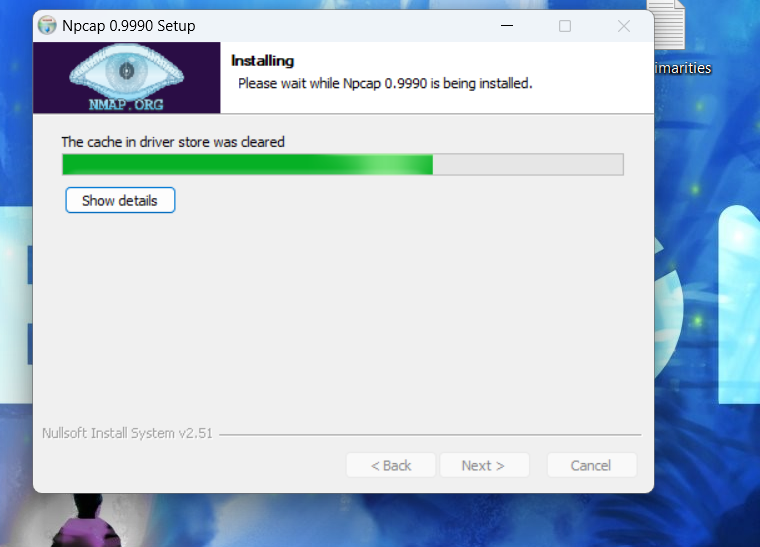 Npcap 0.9990 Setup
NMAP.ORG
Installing
Please wait while Npcap 0.9990 is being installed.
imarities
The cache in driver store was cleared
Show details
Nullsoft Install System v2.51
< Back
Next >
Cancel